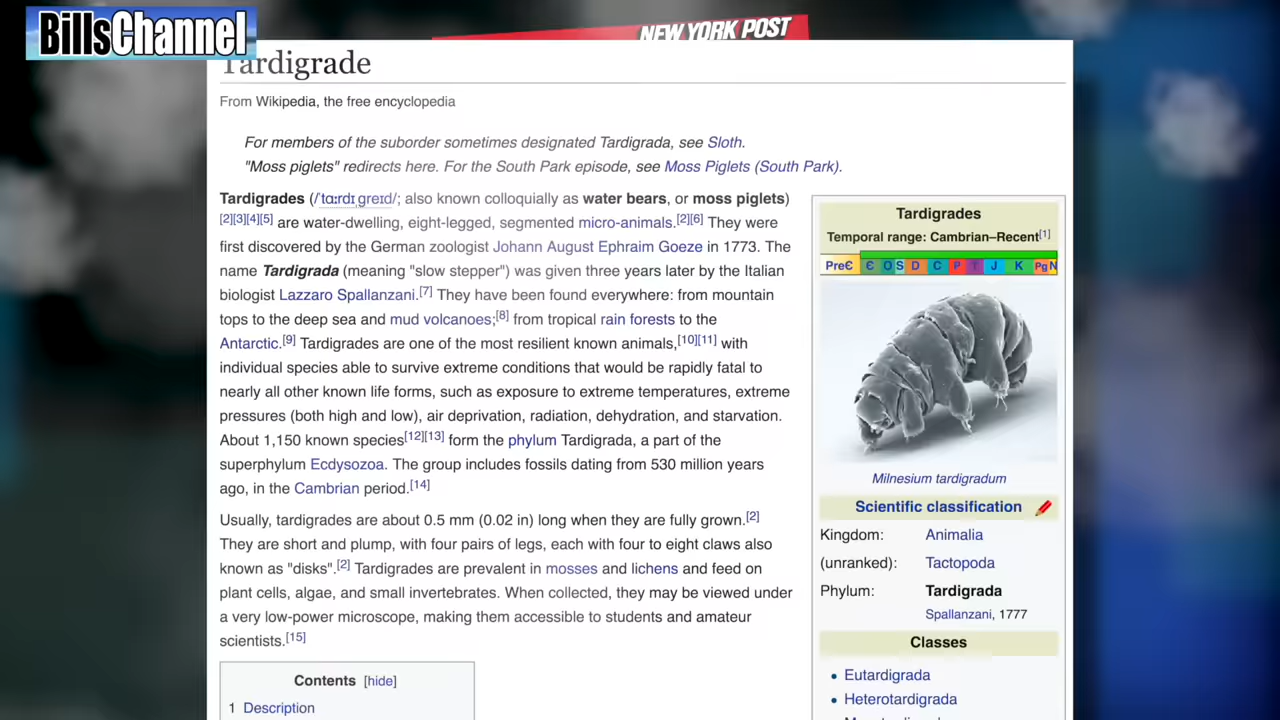 BillsChannel
NEW YORK POST
Tardigrade
From Wikipedia, the free encyclopedia
For members of the suborder sometimes designated Tardigrada, see Sloth.
"Moss piglets" redirects here. For the South Park episode, see Moss Piglets (South Park).
Tardigrades (/ˈtɑːrdɪˌɡreɪd/; also known colloquially as water bears, or moss piglets)
[2][3][4][5] are water-dwelling, eight-legged, segmented micro-animals.[2][6] They were
first discovered by the German zoologist Johann August Ephraim Goeze in 1773. The
name Tardigrada (meaning "slow stepper") was given three years later by the Italian
biologist Lazzaro Spallanzani.[7] They have been found everywhere: from mountain
tops to the deep sea and mud volcanoes;[8] from tropical rain forests to the
Antarctic.[9] Tardigrades are one of the most resilient known animals,[10][11] with
individual species able to survive extreme conditions that would be rapidly fatal to
nearly all other known life forms, such as exposure to extreme temperatures, extreme
pressures (both high and low), air deprivation, radiation, dehydration, and starvation.
About 1,150 known species[12][13] form the phylum Tardigrada, a part of the
superphylum Ecdysozoa. The group includes fossils dating from 530 million years
ago, in the Cambrian period.[14]
Usually, tardigrades are about 0.5 mm (0.02 in) long when they are fully grown.[2]
They are short and plump, with four pairs of legs, each with four to eight claws also
known as "disks".[2] Tardigrades are prevalent in mosses and lichens and feed on
plant cells, algae, and small invertebrates. When collected, they may be viewed under
a very low-power microscope, making them accessible to students and amateur
scientists.[15]
Contents [hide]
1 Description
Tardigrades
Temporal range: Cambrian–Recent[1]
PreЄ Є O S D C P T J K Pg N
Milnesium tardigradum
Scientific classification
Kingdom: Animalia
(unranked): Tactopoda
Phylum: Tardigrada
Spallanzani, 1777
Classes
• Eutardigrada
• Heterotardigrada